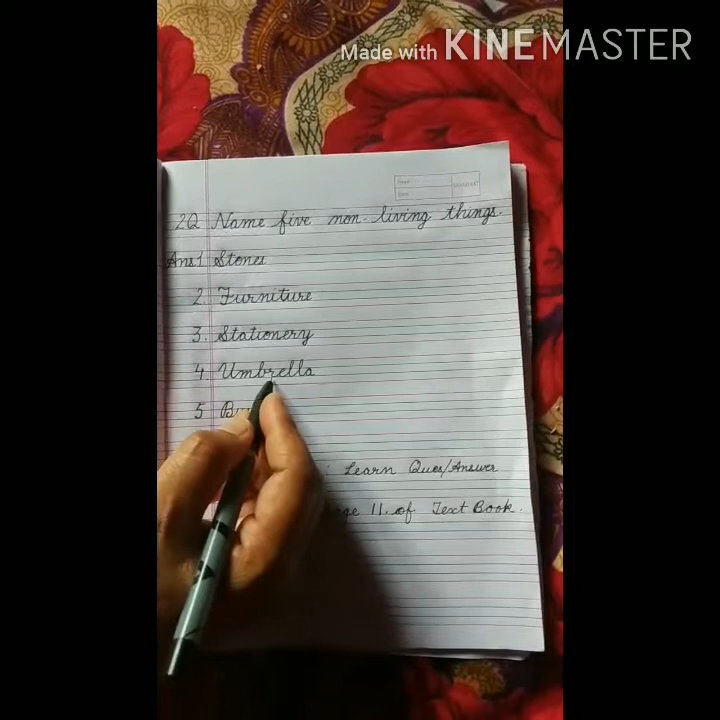 Made with KINEMASTER
2Q Name five non-living things.
Ans1 Stones
2. Furniture
3. Stationery
4. Umbrella
5
: Learn Ques/Answer
11. of Text Book.